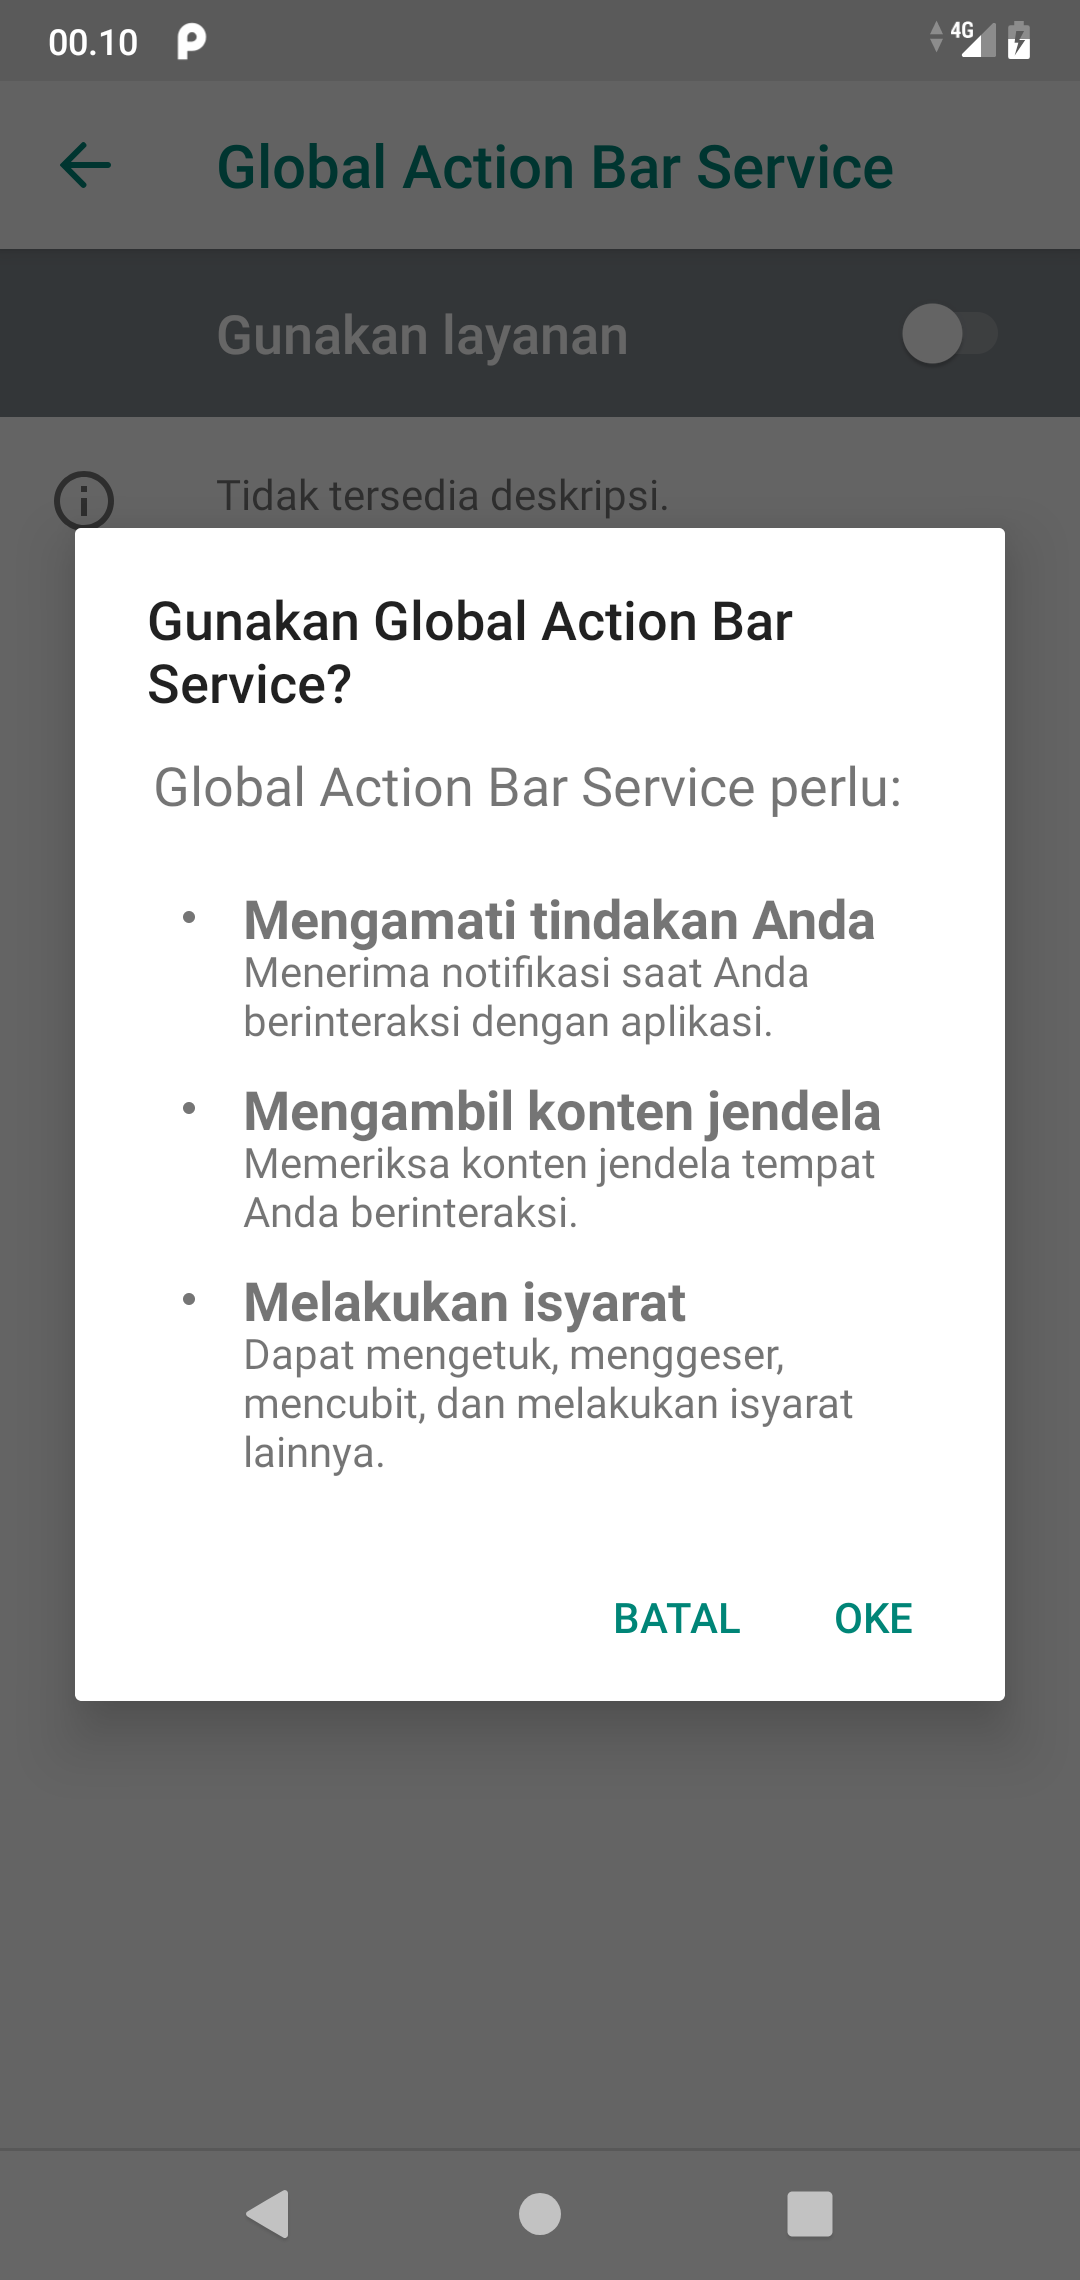 00.10
4G
Global Action Bar Service
Gunakan layanan
Tidak tersedia deskripsi.
Gunakan Global Action Bar
Service?
Global Action Bar Service perlu:
• Mengamati tindakan Anda
Menerima notifikasi saat Anda
berinteraksi dengan aplikasi.
• Mengambil konten jendela
Memeriksa konten jendela tempat
Anda berinteraksi.
• Melakukan isyarat
Dapat mengetuk, menggeser,
mencubit, dan melakukan isyarat
lainnya.
BATAL
OKE